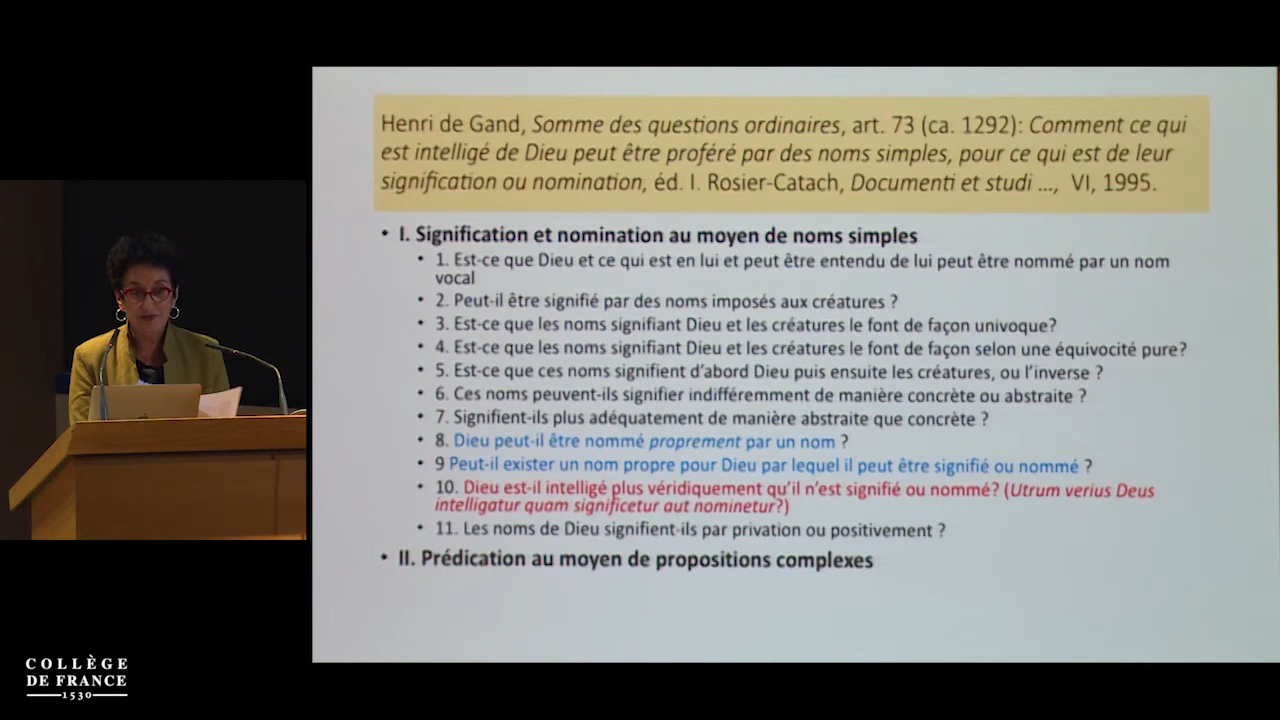 Henri de Gand, Somme des questions ordinaires, art. 73 (ca. 1292): Comment ce qui
est intelligé de Dieu peut être proféré par des noms simples, pour ce qui est de leur
signification ou nomination, éd. I. Rosier-Catach, Documenti et studi ..., VI, 1995.
• I. Signification et nomination au moyen de noms simples
• 1. Est-ce que Dieu et ce qui est en lui et peut être entendu de lui peut être nommé par un nom
vocal
• 2. Peut-il être signifié par des noms imposés aux créatures ?
• 3. Est-ce que les noms signifiant Dieu et les créatures le font de façon univoque?
• 4. Est-ce que les noms signifiant Dieu et les créatures le font de façon selon une équivocité pure?
• 5. Est-ce que ces noms signifient d'abord Dieu puis ensuite les créatures, ou l'inverse ?
• 6. Ces noms peuvent-ils signifier indifféremment de manière concrète ou abstraite ?
• 7. Signifient-ils plus adéquatement de manière abstraite que concrète ?
• 8. Dieu peut-il être nommé proprement par un nom ?
• 9 Peut-il exister un nom propre pour Dieu par lequel il peut être signifié ou nommé ?
• 10. Dieu est-il intelligé plus véridiquement qu'il n'est signifié ou nommé? (Utrum verius Deus
intelligatur quam significetur aut nominetur?)
• 11. Les noms de Dieu signifient-ils par privation ou positivement ?
• II. Prédication au moyen de propositions complexes
COLLÈGE
DE FRANCE
1530